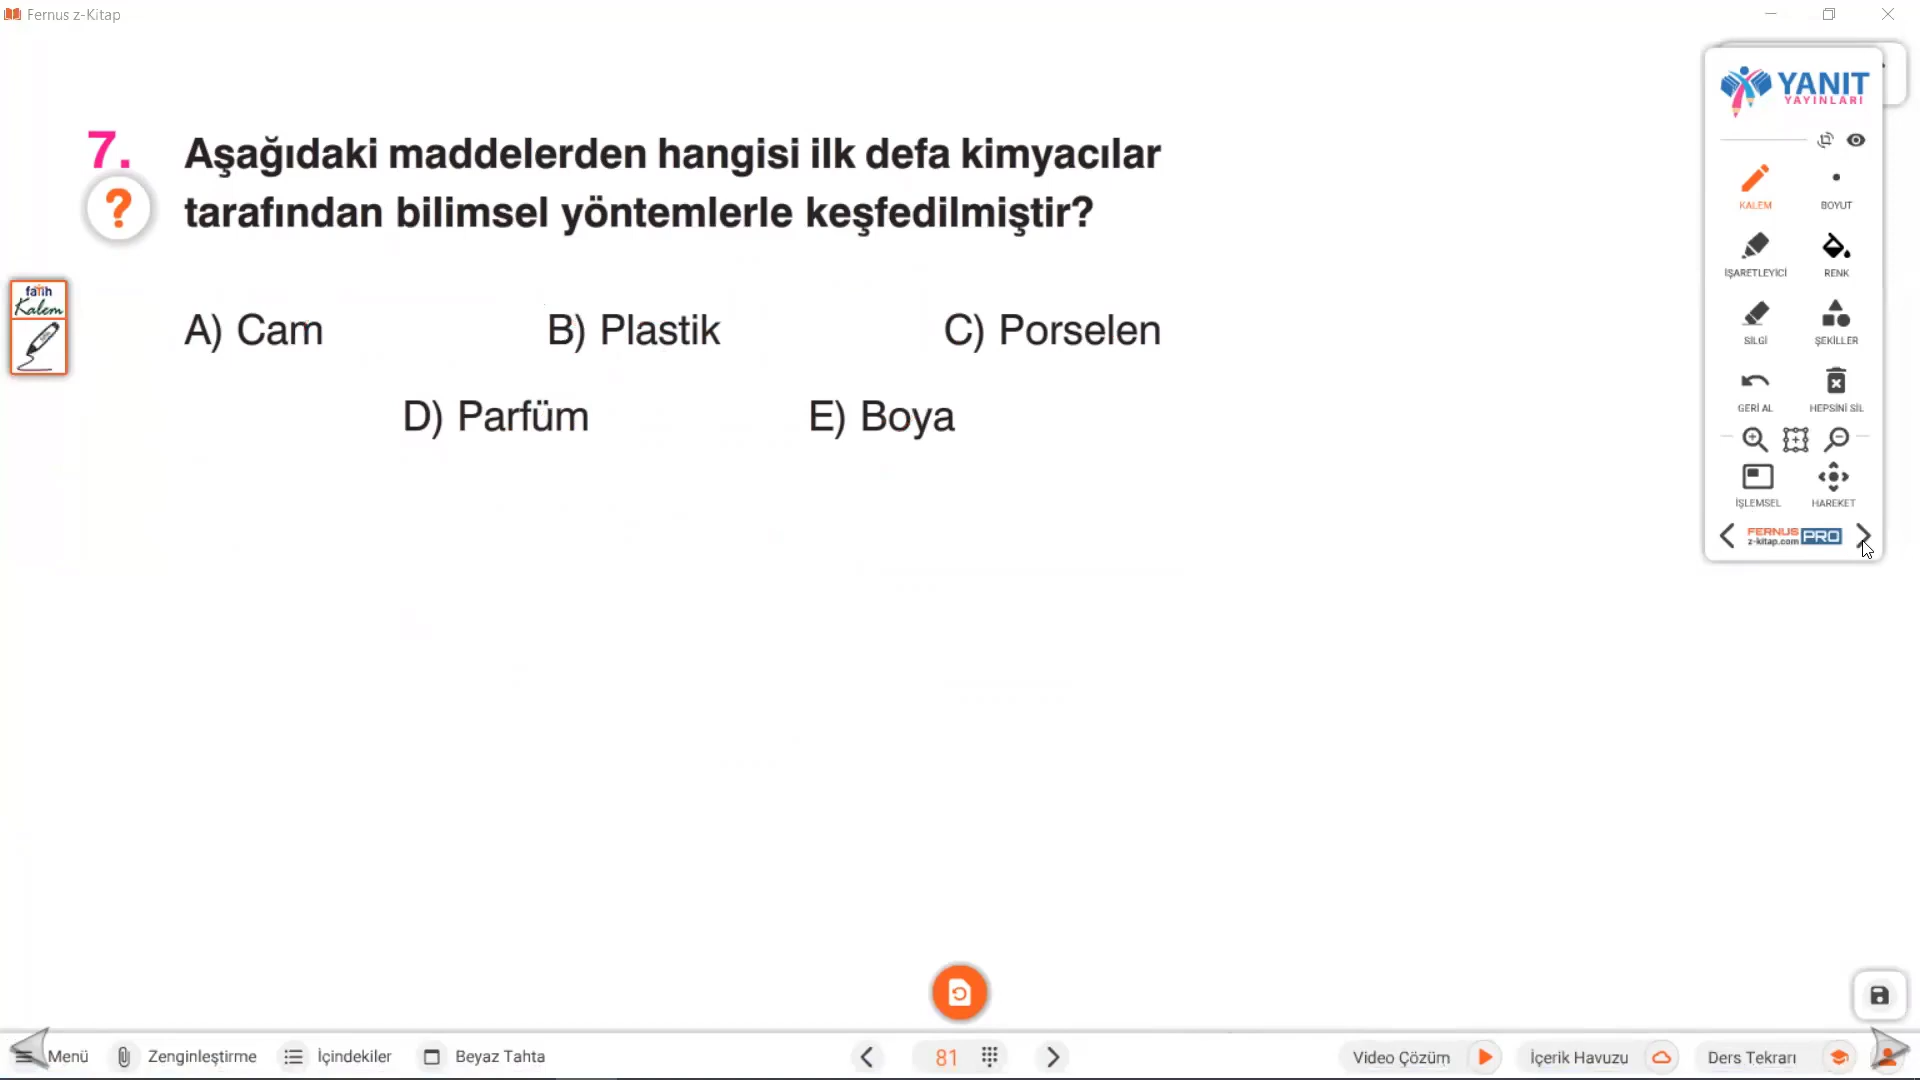 Fernus z-Kitap
YANIT
YAYINLARI
7. Aşağıdaki maddelerden hangisi ilk defa kimyacılar
tarafından bilimsel yöntemlerle keşfedilmiştir?
?
A) Cam B) Plastik C) Porselen
D) Parfüm E) Boya
fatih
Kalem
KALEM BOYUT
İŞARETLEYİCİ RENK
SİLGİ ŞEKİLLER
GERİ AL HEPSİNİ SİL
İŞLEMSEL HAREKET
FERNUS
z-kitap.com PRO
Menü Zenginleştirme İçindekiler Beyaz Tahta 81 Video Çözüm İçerik Havuzu Ders Tekrarı